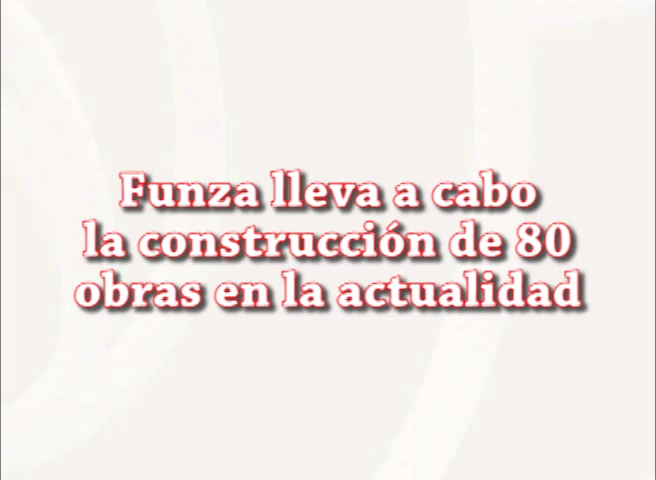 Funza lleva a cabo
la construcción de 80
obras en la actualidad